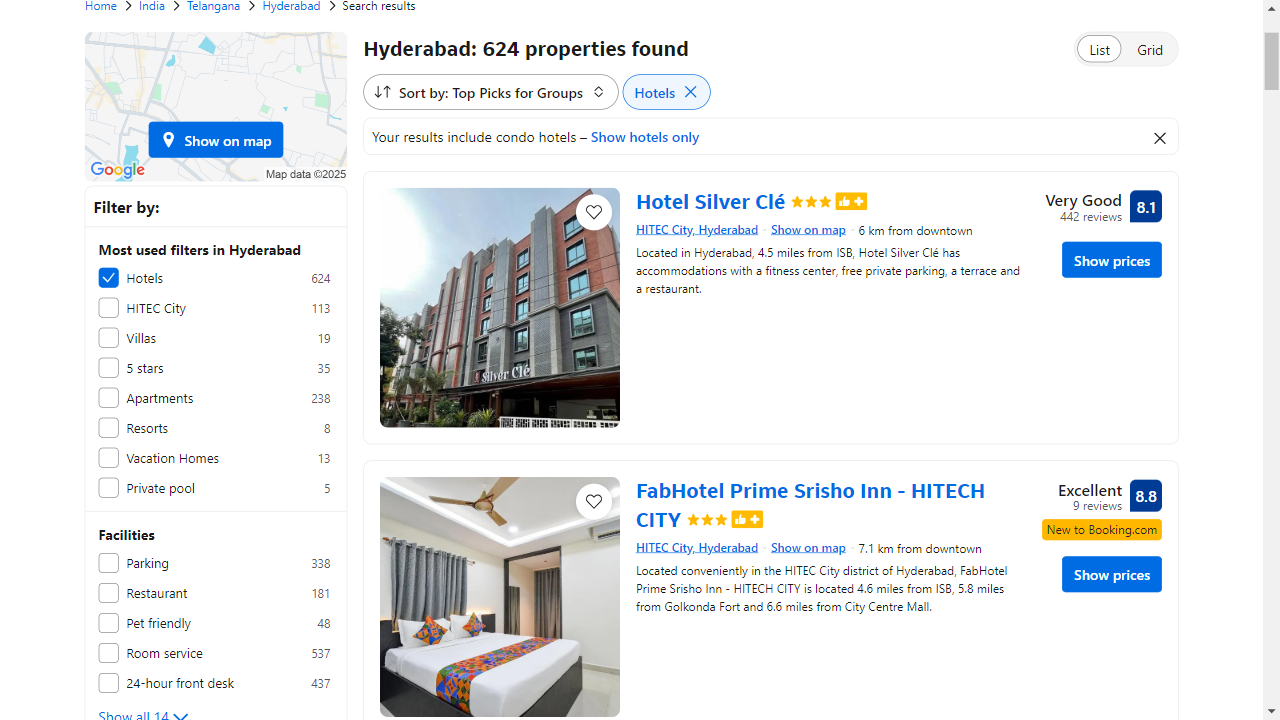 Home > India > Telangana > Hyderabad > Search results
Google
Map data ©2025
Show on map
Filter by:
Most used filters in Hyderabad
Hotels 624
HITEC City 113
Villas 19
5 stars 35
Apartments 238
Resorts 8
Vacation Homes 13
Private pool 5
Facilities
Parking 338
Restaurant 181
Pet friendly 48
Room service 537
24-hour front desk 437
Show all 14
Hyderabad: 624 properties found
List Grid
Sort by: Top Picks for Groups
Hotels
Your results include condo hotels – Show hotels only
Silver Clé
Hotel Silver Clé
HITEC City, Hyderabad · Show on map · 6 km from downtown
Located in Hyderabad, 4.5 miles from ISB, Hotel Silver Clé has
accommodations with a fitness center, free private parking, a terrace and
a restaurant.
Very Good 8.1
442 reviews
Show prices
FabHotel Prime Srisho Inn - HITECH
CITY
HITEC City, Hyderabad · Show on map · 7.1 km from downtown
Located conveniently in the HITEC City district of Hyderabad, FabHotel
Prime Srisho Inn - HITECH CITY is located 4.6 miles from ISB, 5.8 miles
from Golkonda Fort and 6.6 miles from City Centre Mall.
Excellent 8.8
9 reviews
New to Booking.com
Show prices